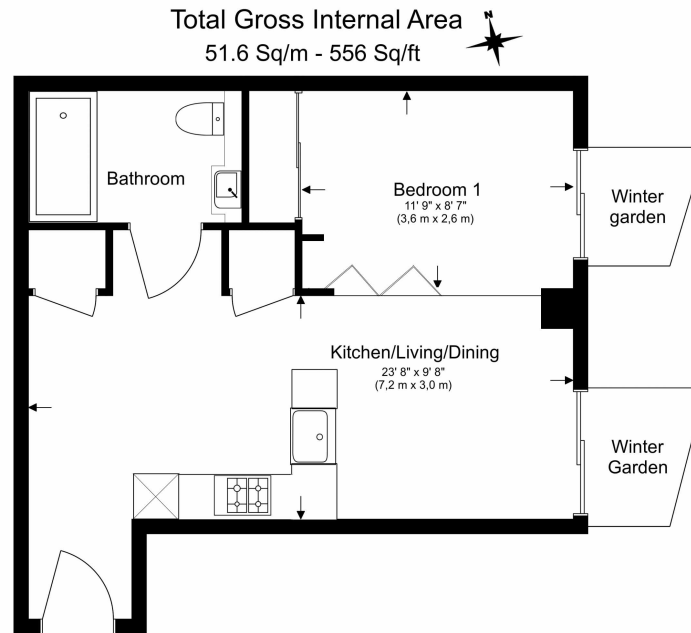 Total Gross Internal Area
51.6 Sq/m - 556 Sq/ft
N
Bathroom
Bedroom 1
11' 9" x 8' 7"
(3,6 m x 2,6 m)
Winter
garden
Kitchen/Living/Dining
23' 8" x 9' 8"
(7,2 m x 3,0 m)
Winter
Garden